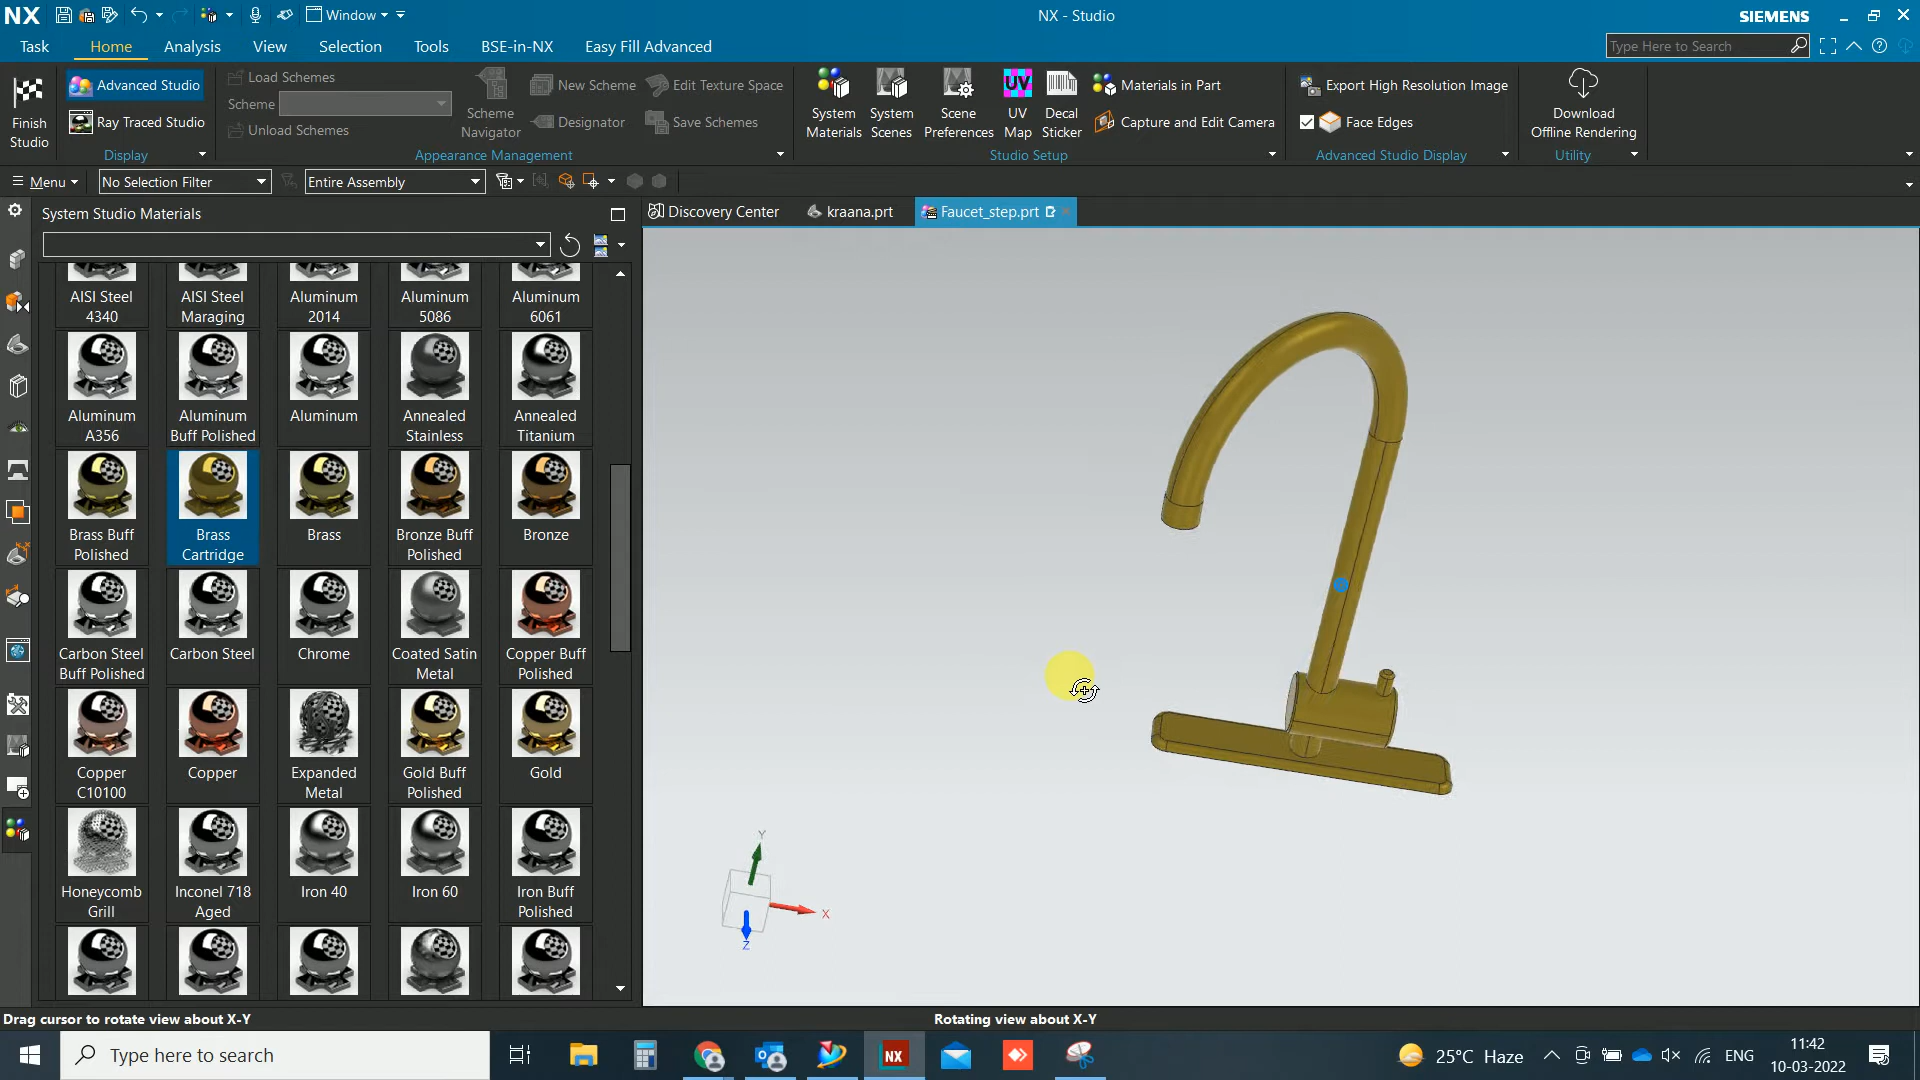 NX
Window
NX - Studio
SIEMENS
Task
Home
Analysis
View
Selection
Tools
BSE-in-NX
Easy Fill Advanced
Type Here to Search
Finish
Studio
Advanced Studio
Ray Traced Studio
Display
Load Schemes
Scheme
Unload Schemes
Scheme
Navigator
New Scheme
Designator
Edit Texture Space
Save Schemes
Appearance Management
System
Materials
System
Scenes
Scene
Preferences
UV
UV
Map
Decal
Sticker
Materials in Part
Capture and Edit Camera
Studio Setup
Export High Resolution Image
Face Edges
Advanced Studio Display
Download
Offline Rendering
Utility
Menu
No Selection Filter
Entire Assembly
System Studio Materials
Discovery Center
kraana.prt
Faucet_step.prt
AISI Steel
4340
AISI Steel
Maraging
Aluminum
2014
Aluminum
5086
Aluminum
6061
Aluminum
A356
Aluminum
Buff Polished
Aluminum
Annealed
Stainless
Annealed
Titanium
Brass Buff
Polished
Brass
Cartridge
Brass
Bronze Buff
Polished
Bronze
Carbon Steel
Buff Polished
Carbon Steel
Chrome
Coated Satin
Metal
Copper Buff
Polished
Copper
C10100
Copper
Expanded
Metal
Gold Buff
Polished
Gold
Honeycomb
Grill
Inconel 718
Aged
Iron 40
Iron 60
Iron Buff
Polished
Y
X
Z
Drag cursor to rotate view about X-Y
Rotating view about X-Y
Type here to search
NX
25°C Haze
ENG
11:42
10-03-2022